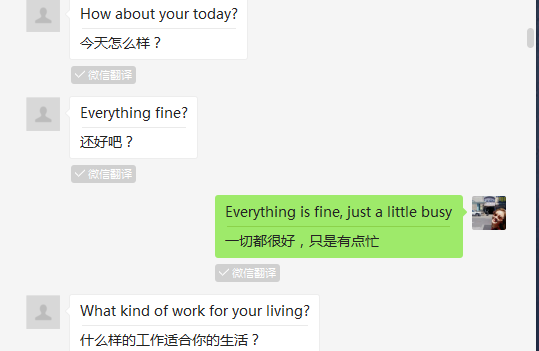 How about your today?
今天怎么样？
微信翻译
Everything fine?
还好吧？
微信翻译
Everything is fine, just a little busy
一切都很好，只是有点忙
微信翻译
What kind of work for your living?
什么样的工作适合你的生活？